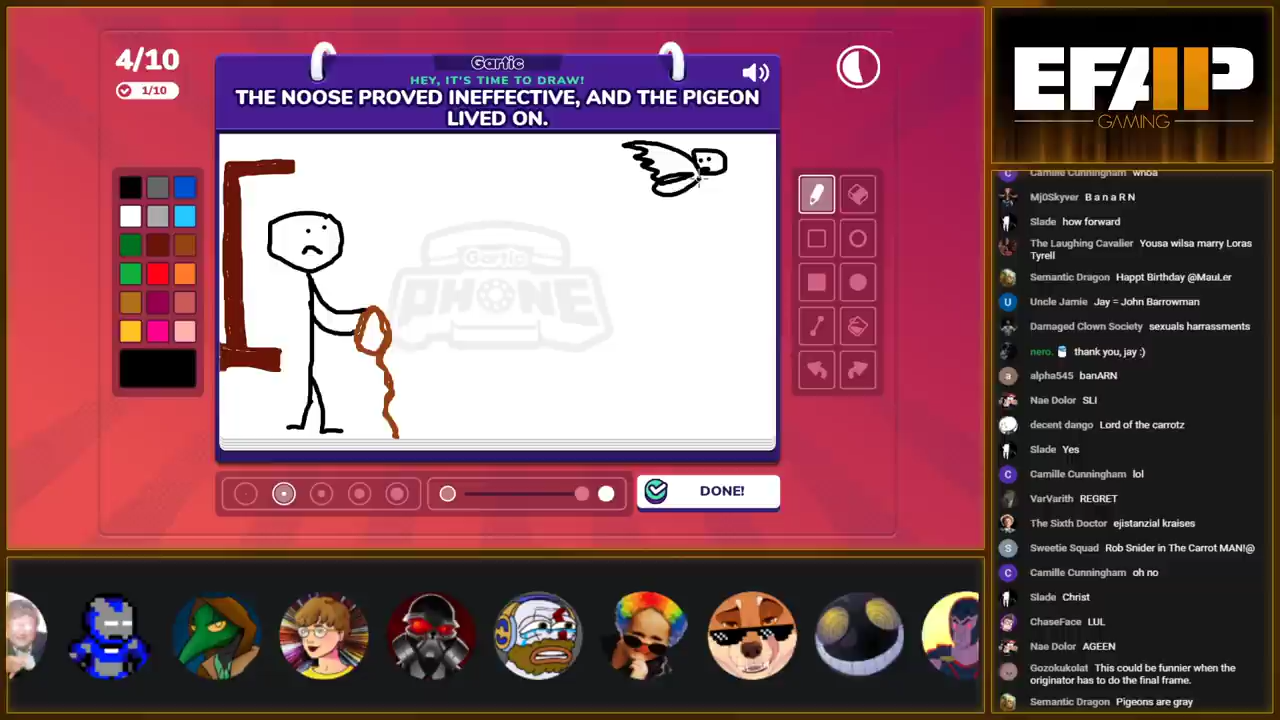 4/10
1/10
Gartic
HEY, IT'S TIME TO DRAW!
THE NOOSE PROVED INEFFECTIVE, AND THE PIGEON
LIVED ON.
Gartic
PHONE
DONE!
EFAP
GAMING
Camille Cunningham whoa
Mj0Skyver B a n a R N
Slade how forward
The Laughing Cavalier Yousa wilsa marry Loras
Tyrell
Semantic Dragon Happt Birthday @MauLer
Uncle Jamie Jay = John Barrowman
Damaged Clown Society sexuals harrassments
nero. thank you, jay :)
alpha545 banARN
Nae Dolor SLI
decent dango Lord of the carrotz
Slade Yes
Camille Cunningham lol
VarVarith REGRET
The Sixth Doctor ejistanzial kraises
Sweetie Squad Rob Snider in The Carrot MAN!@
Camille Cunningham oh no
Slade Christ
ChaseFace LUL
Nae Dolor AGEEN
Gozokukolat This could be funnier when the
originator has to do the final frame.
Semantic Dragon Pigeons are gray